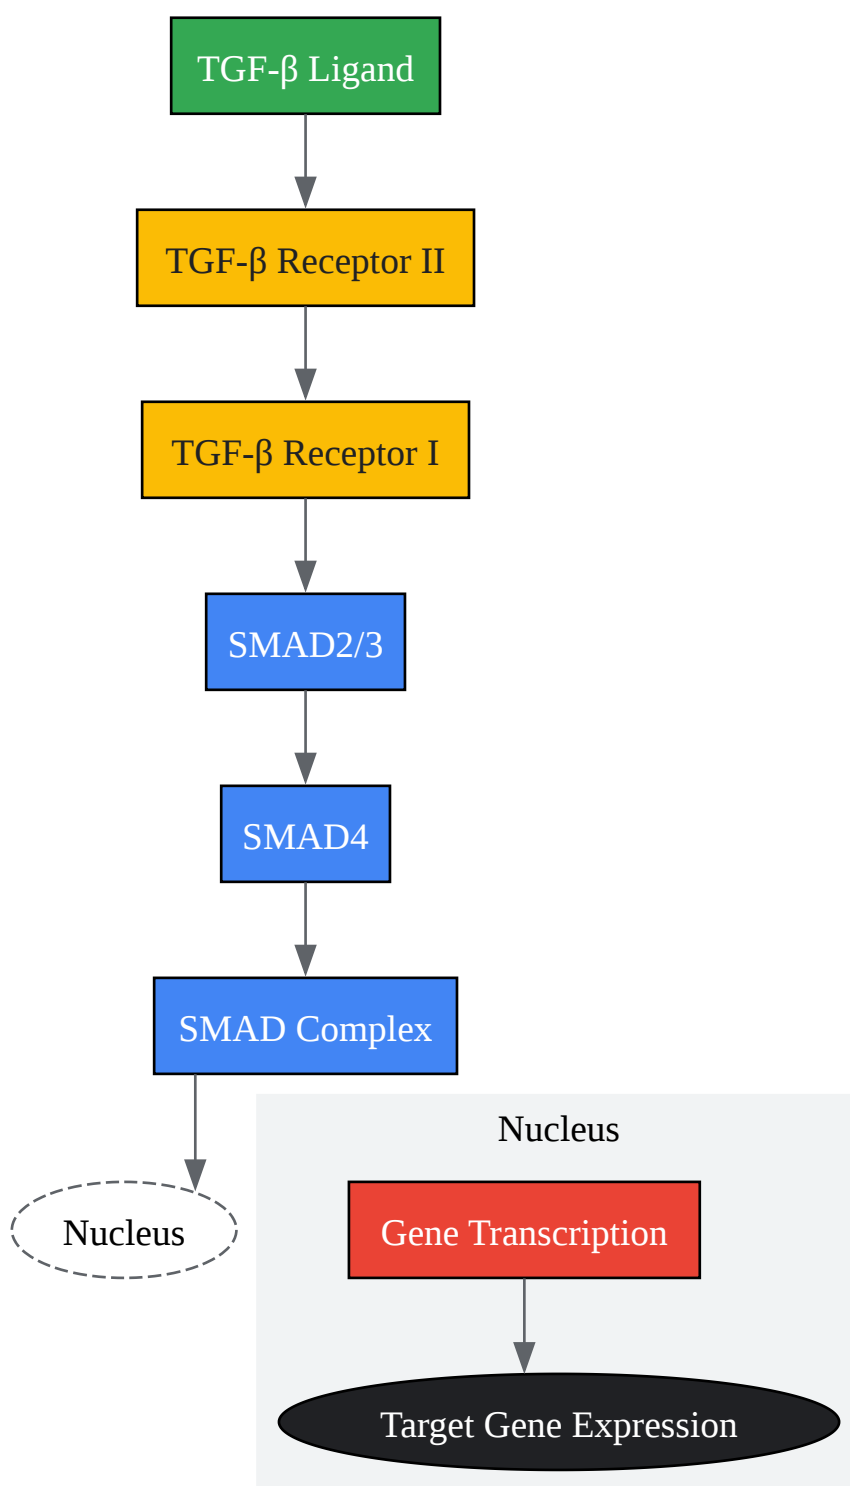 TGF-β Ligand
TGF-β Receptor II
TGF-β Receptor I
SMAD2/3
SMAD4
SMAD Complex
Nucleus
Nucleus
Gene Transcription
Target Gene Expression